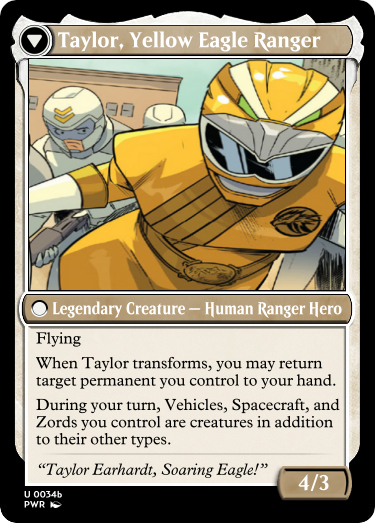 Taylor, Yellow Eagle Ranger
Legendary Creature — Human Ranger Hero
Flying
When Taylor transforms, you may return
target permanent you control to your hand.
During your turn, Vehicles, Spacecraft, and
Zords you control are creatures in addition
to their other types.
“Taylor Earhardt, Soaring Eagle!”
4/3
U 0034b
PWR